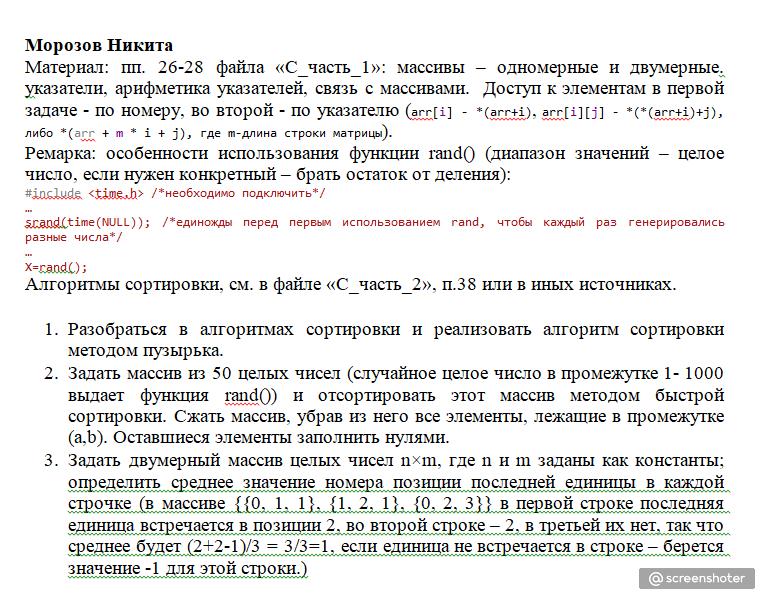 Морозов Никита
Материал: пп. 26-28 файла «С_часть_1»: массивы – одномерные и двумерные.
указатели, арифметика указателей, связь с массивами. Доступ к элементам в первой
задаче - по номеру, во второй - по указателю (arr[i] - *(arr+i), arr[i][j] - *(*(arr+i)+j),
либо *(arr + m * i + j), где m-длина строки матрицы).
Ремарка: особенности использования функции rand() (диапазон значений – целое
число, если нужен конкретный – брать остаток от деления):
#include <time.h> /*необходимо подключить*/
…
srand(time(NULL)); /*единожды перед первым использованием rand, чтобы каждый раз генерировались
разные числа*/
…
X=rand();
Алгоритмы сортировки, см. в файле «С_часть_2», п.38 или в иных источниках.
1. Разобраться в алгоритмах сортировки и реализовать алгоритм сортировки
методом пузырька.
2. Задать массив из 50 целых чисел (случайное целое число в промежутке 1- 1000
выдает функция rand()) и отсортировать этот массив методом быстрой
сортировки. Сжать массив, убрав из него все элементы, лежащие в промежутке
(a,b). Оставшиеся элементы заполнить нулями.
3. Задать двумерный массив целых чисел n×m, где n и m заданы как константы;
определить среднее значение номера позиции последней единицы в каждой
строчке (в массиве {{0, 1, 1}, {1, 2, 1}, {0, 2, 3}} в первой строке последняя
единица встречается в позиции 2, во второй строке – 2, в третьей их нет, так что
среднее будет (2+2-1)/3 = 3/3=1, если единица не встречается в строке – берется
значение -1 для этой строки.)
@screenshoter